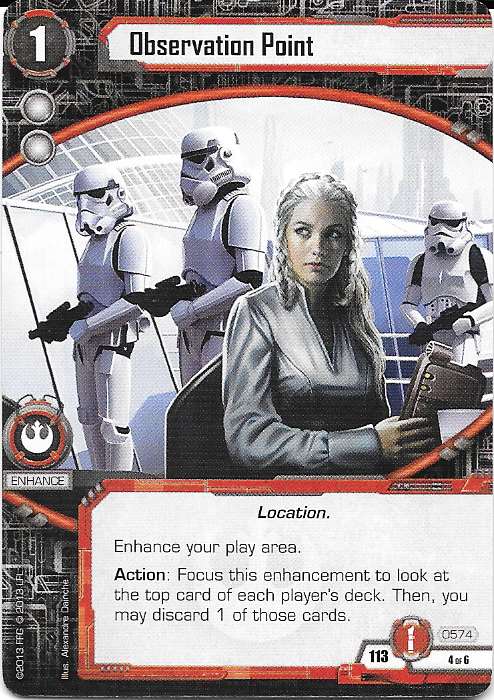 1
Observation Point
ENHANCE
Location.
Enhance your play area.
Action: Focus this enhancement to look at
the top card of each player's deck. Then, you
may discard 1 of those cards.
©2013 FFG © 2013 LFL
Illus. Alexandre Dainche
113
1
0574
4 OF 6